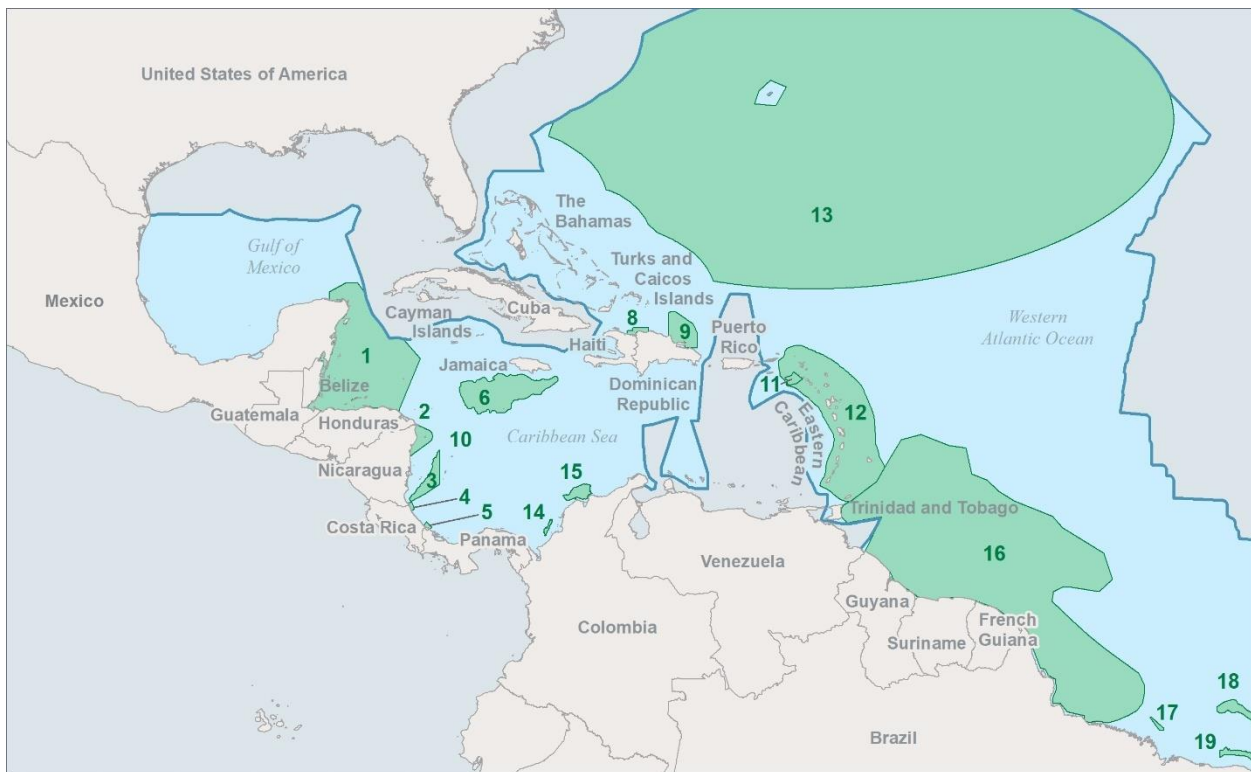 United States of America
13
The
Bahamas
Gulf of
Mexico
Turks and
Caicos
Islands
Mexico
Cuba
Cayman
Islands
8
9
Puerto
Rico
Western
Atlantic Ocean
Haiti
1
Jamaica
Belize
6
Dominican
Republic
11
12
Guatemala
Honduras
2
10
Caribbean Sea
Eastern
Caribbean
Nicaragua
3
4
15
5
14
Costa Rica
Panama
Trinidad and Tobago
16
Venezuela
Guyana
Colombia
Suriname
French
Guiana
18
17
19
Brazil